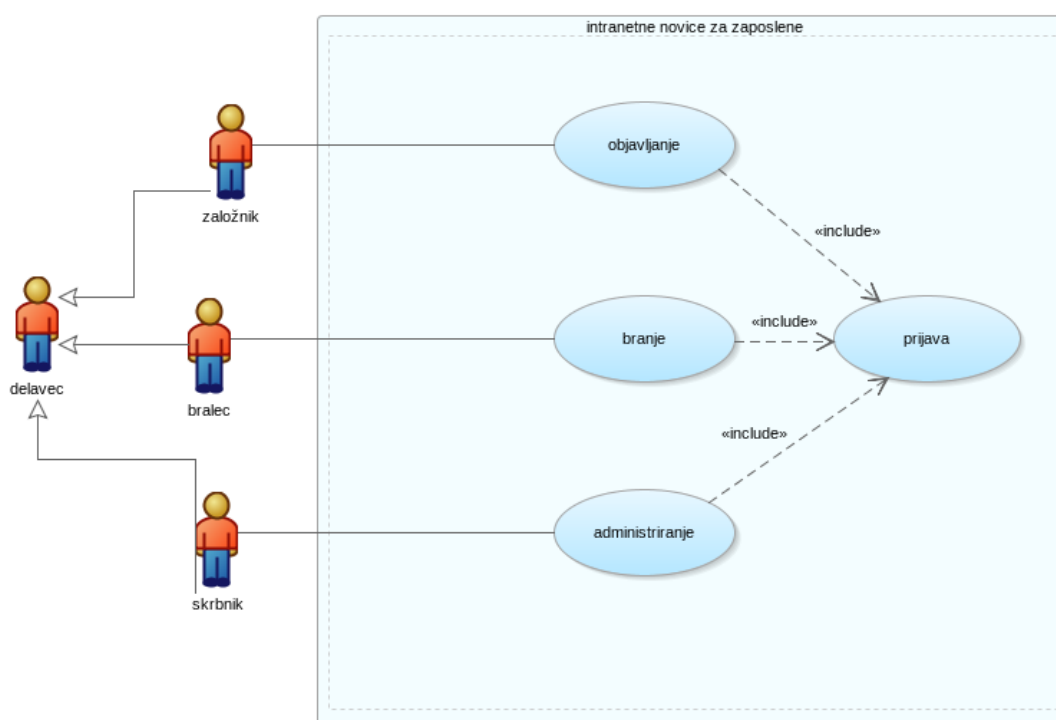 intranetne novice za zaposlene
objavljanje
založnik
«include»
branje
«include»
prijava
delavec
bralec
«include»
administriranje
skrbnik